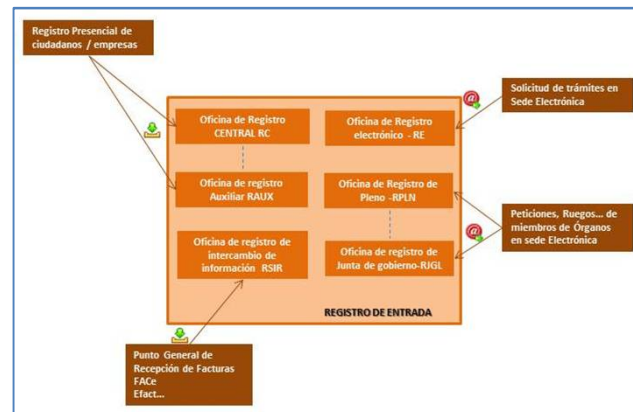 Registro Presencial de
ciudadanos / empresas
Oficina de Registro
CENTRAL RC
Oficina de Registro
electrónico - RE
Solicitud de trámites en
Sede Electrónica
Oficina de registro
Auxiliar RAUX
Oficina de Registro de
Pleno -RPLN
Peticiones, Ruegos... de
miembros de Órganos
en sede Electrónica
Oficina de registro de
intercambio de
información RSIR
Oficina de registro de
Junta de gobierno-RJGL
REGISTRO DE ENTRADA
Punto General de
Recepción de Facturas
FACe
Efact...